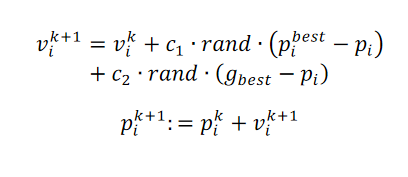 v_i^{k+1} = v_i^k + c_1 · rand · (p_i^{best} − p_i)
+ c_2 · rand · (g_{best} − p_i)
p_i^{k+1} := p_i^k + v_i^{k+1}